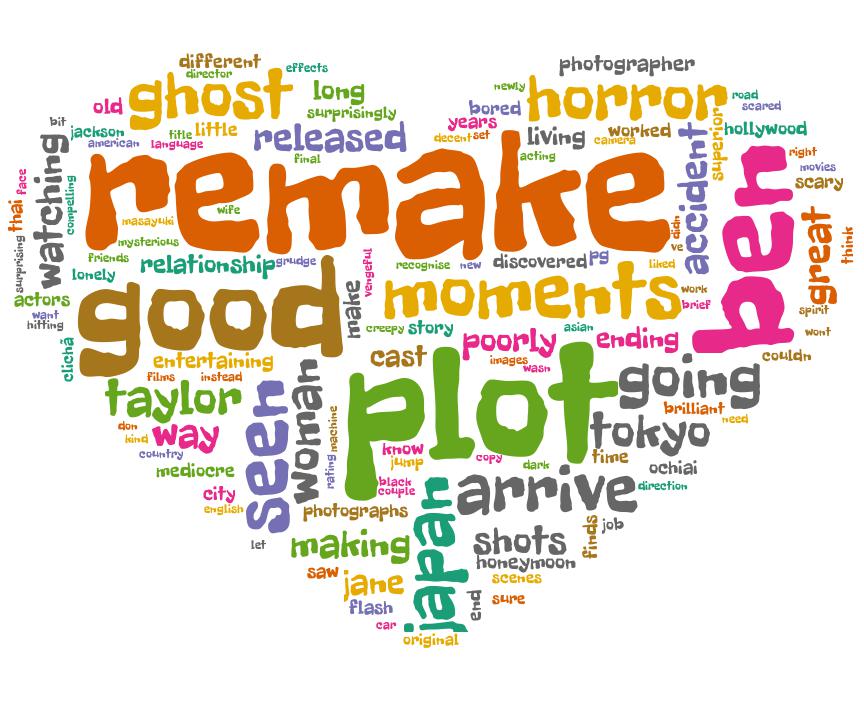 different
director
effects
photographer
ghost
long
newly
horror
road
old
surprisingly
bored
scared
bit
jackson
title
little
released
years
living
worked
superior
hollywood
american
language
decent
set
camera
final
acting
accident
right
movies
scary
watching
face
compelling
thai
remake
ben
masayuki
wife
mysterious
didn
ve
great
think
friends
relationship
grudge
vengeful
recognise
new
discovered
pg
liked
surprising
lonely
good
make
moments
work
brief
spirit
actors
want
hitting
creepy
story
asian
poorly
ending
wont
clichã
entertaining
cast
images
wasn
couldn
films
instead
plot
going
taylor
seen
woman
brilliant
need
don
kind
way
machine
tokyo
country
know
jump
copy
dark
time
mediocre
rating
ochiai
city
black
couple
japan
arrive
direction
english
photographs
finds
job
let
making
shots
honeymoon
saw
jane
scenes
flash
end
sure
car
original